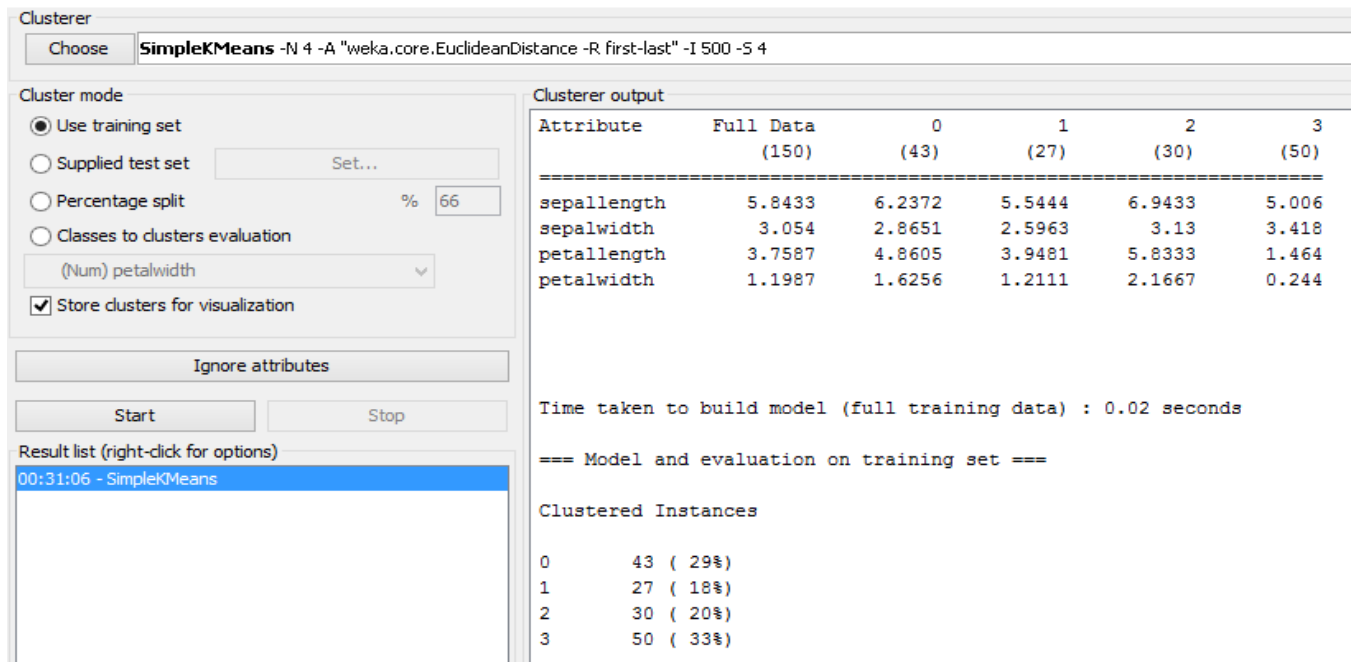 Clusterer
Choose SimpleKMeans -N 4 -A "weka.core.EuclideanDistance -R first-last" -I 500 -S 4
Cluster mode
Use training set
Supplied test set Set...
Percentage split % 66
Classes to clusters evaluation
(Num) petalwidth
Store clusters for visualization
Ignore attributes
Start Stop
Result list (right-click for options)
00:31:06 - SimpleKMeans
Clusterer output
Attribute Full Data 0 1 2 3
(150) (43) (27) (30) (50)
==================================================================
sepallength 5.8433 6.2372 5.5444 6.9433 5.006
sepalwidth 3.054 2.8651 2.5963 3.13 3.418
petallength 3.7587 4.8605 3.9481 5.8333 1.464
petalwidth 1.1987 1.6256 1.2111 2.1667 0.244
Time taken to build model (full training data) : 0.02 seconds
=== Model and evaluation on training set ===
Clustered Instances
0 43 ( 29%)
1 27 ( 18%)
2 30 ( 20%)
3 50 ( 33%)